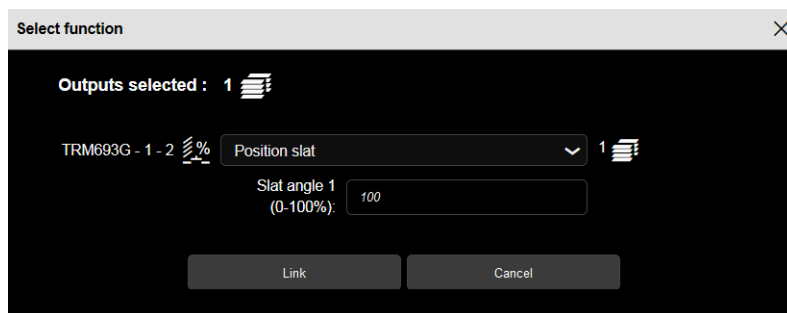 Select function
Outputs selected : 1
TRM693G - 1 - 2 % Position slat 1
Slat angle 1
(0-100%): 100
Link Cancel